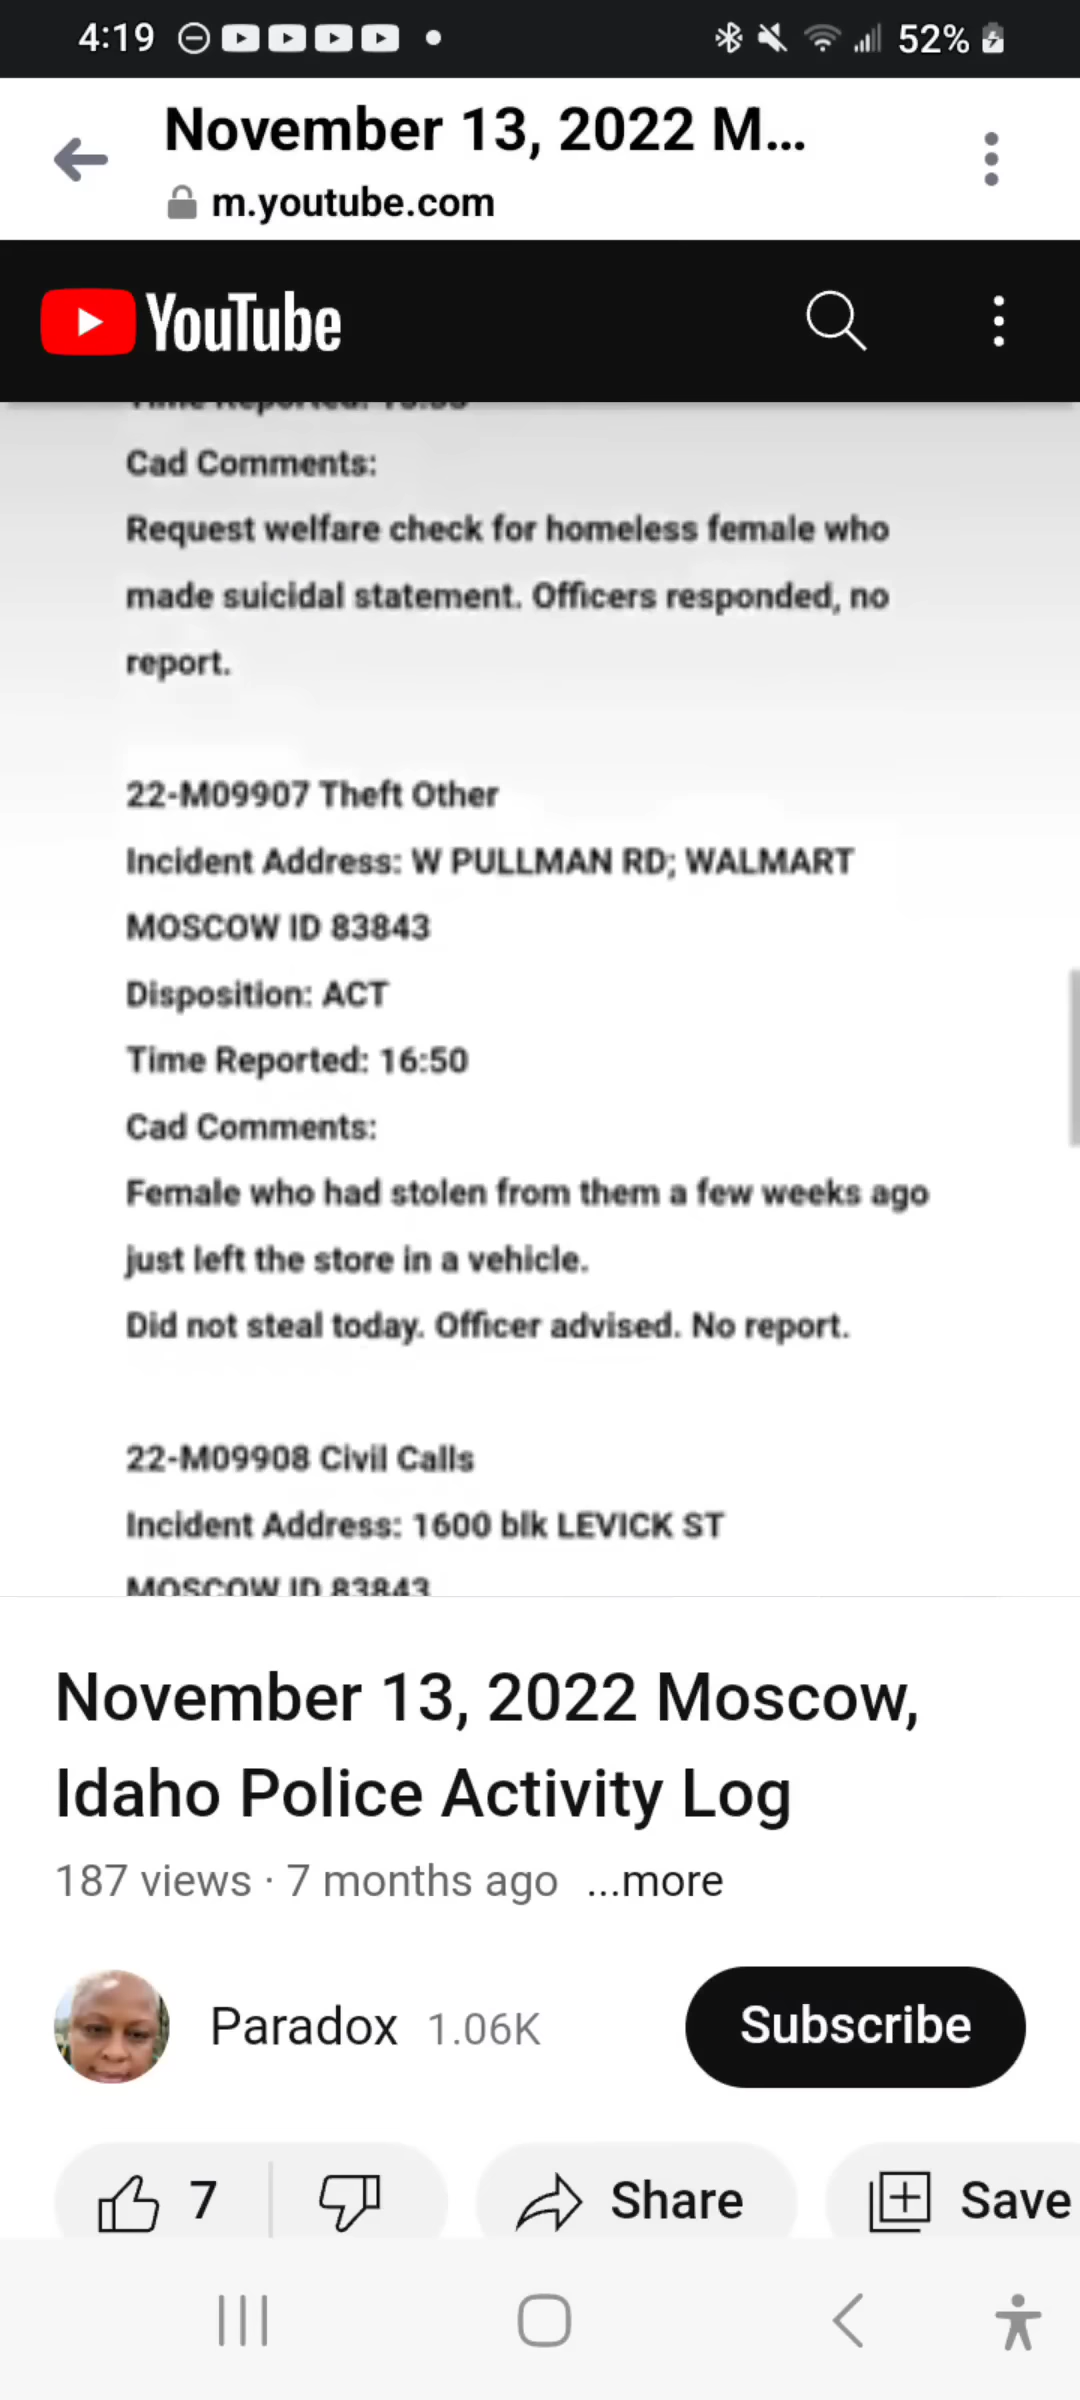 4:19 52%
November 13, 2022 M...
m.youtube.com
YouTube
Time Reported:
Cad Comments:
Request welfare check for homeless female who
made suicidal statement. Officers responded, no
report.
22-M09907 Theft Other
Incident Address: W PULLMAN RD; WALMART
MOSCOW ID 83843
Disposition: ACT
Time Reported: 16:50
Cad Comments:
Female who had stolen from them a few weeks ago
just left the store in a vehicle.
Did not steal today. Officer advised. No report.
22-M09908 Civil Calls
Incident Address: 1600 blk LEVICK ST
MOSCOW ID 83843
November 13, 2022 Moscow,
Idaho Police Activity Log
187 views · 7 months ago ...more
Paradox 1.06K
Subscribe
7
Share
Save